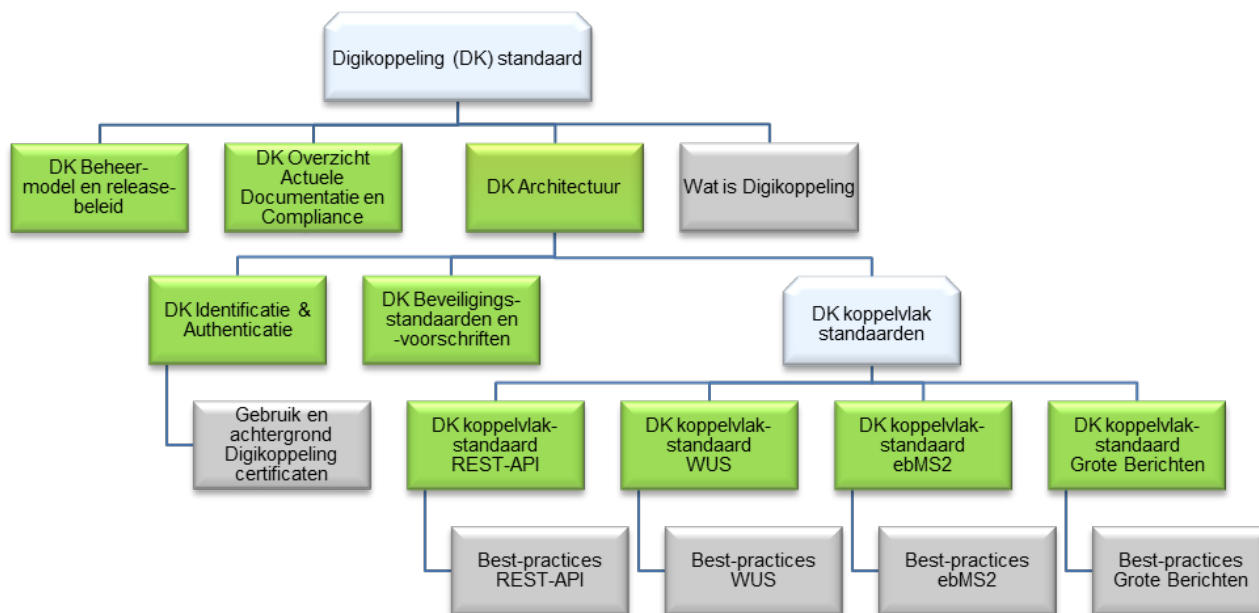 Digikoppeling (DK) standaard
DK Beheer-
model en release-
beleid
DK Overzicht
Actuele
Documentatie en
Compliance
DK Architectuur
Wat is Digikoppeling
DK Identificatie &
Authenticatie
DK Beveiligings-
standaarden en
-voorschriften
DK koppelvlak
standaarden
Gebruik en
achtergrond
Digikoppeling
certificaten
DK koppelvlak-
standaard
REST-API
DK koppelvlak-
standaard
WUS
DK koppelvlak-
standaard
ebMS2
DK koppelvlak-
standaard
Grote Berichten
Best-practices
REST-API
Best-practices
WUS
Best-practices
ebMS2
Best-practices
Grote Berichten